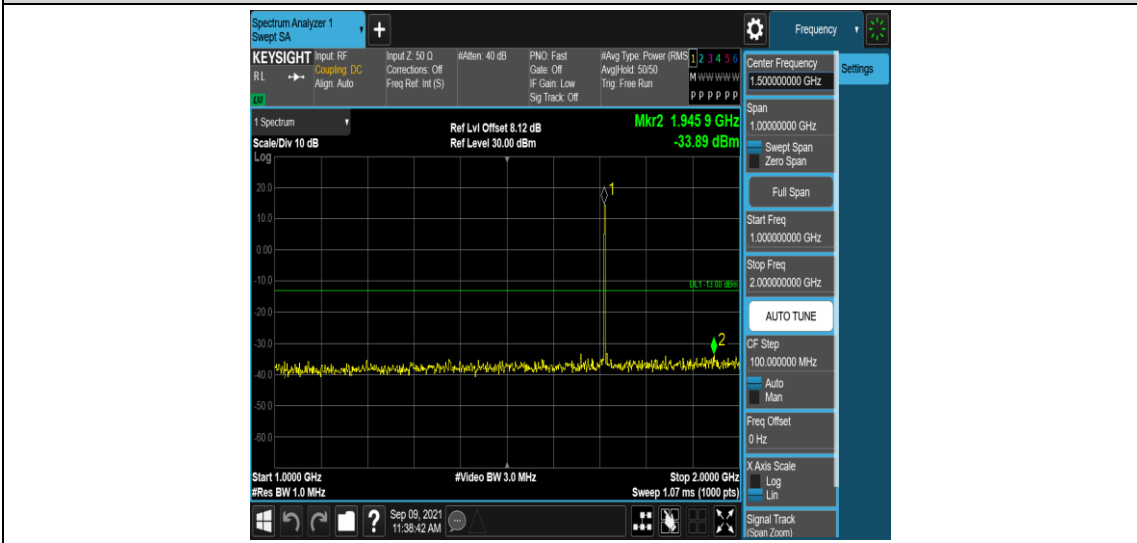 Spectrum Analyzer 1
Swept SA
+
Frequency
KEYSIGHT
RL
LXI
Input: RF
Coupling: DC
Align: Auto
Input Z: 50 Ω
Corrections: Off
Freq Ref: Int (S)
#Atten: 40 dB
PNO: Fast
Gate: Off
IF Gain: Low
Sig Track: Off
#Avg Type: Power (RMS
Avg|Hold: 50/50
Trig: Free Run
1 2 3 4 5 6
M W W W W W
P P P P P P
1 Spectrum
Scale/Div 10 dB
Ref Lvl Offset 8.12 dB
Ref Level 30.00 dBm
Mkr2 1.945 9 GHz
-33.89 dBm
Log
20.0
10.0
0.00
-10.0
-20.0
-30.0
-40.0
-50.0
-60.0
1
DL1 -13.00 dBm
2
Start 1.0000 GHz
#Res BW 1.0 MHz
#Video BW 3.0 MHz
Stop 2.0000 GHz
Sweep 1.07 ms (1000 pts)
?
Sep 09, 2021
11:38:42 AM
Center Frequency
1.500000000 GHz
Settings
Span
1.00000000 GHz
Swept Span
Zero Span
Full Span
Start Freq
1.000000000 GHz
Stop Freq
2.000000000 GHz
AUTO TUNE
CF Step
100.000000 MHz
Auto
Man
Freq Offset
0 Hz
X Axis Scale
Log
Lin
Signal Track
(Span Zoom)